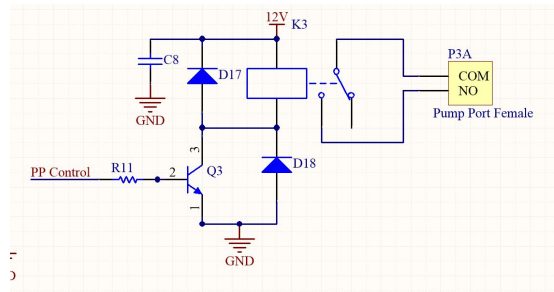 12V
K3
C8
D17
P3A
COM
NO
GND
Pump Port Female
3
R11
Q3
D18
PP Control
2
1
GND